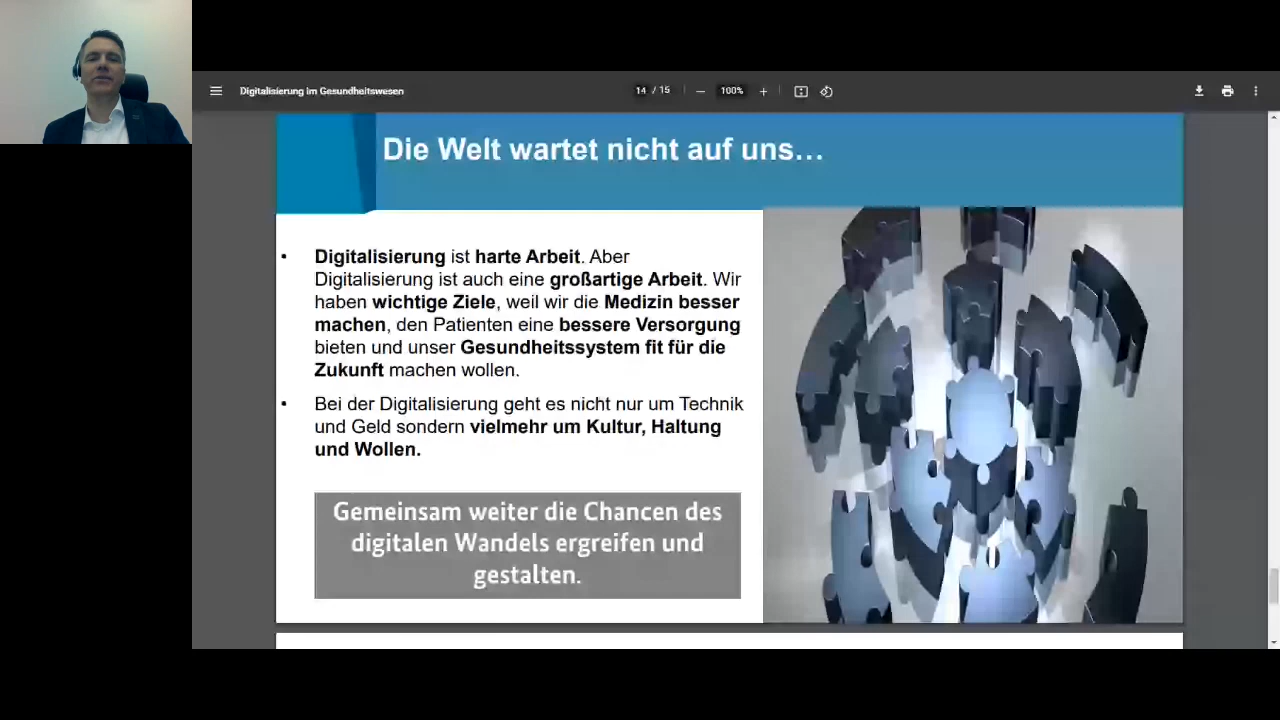 Digitalisierung im Gesundheitswesen
14 / 15
100%
Die Welt wartet nicht auf uns…
• Digitalisierung ist harte Arbeit. Aber
Digitalisierung ist auch eine großartige Arbeit. Wir
haben wichtige Ziele, weil wir die Medizin besser
machen, den Patienten eine bessere Versorgung
bieten und unser Gesundheitssystem fit für die
Zukunft machen wollen.
• Bei der Digitalisierung geht es nicht nur um Technik
und Geld sondern vielmehr um Kultur, Haltung
und Wollen.
Gemeinsam weiter die Chancen des
digitalen Wandels ergreifen und
gestalten.